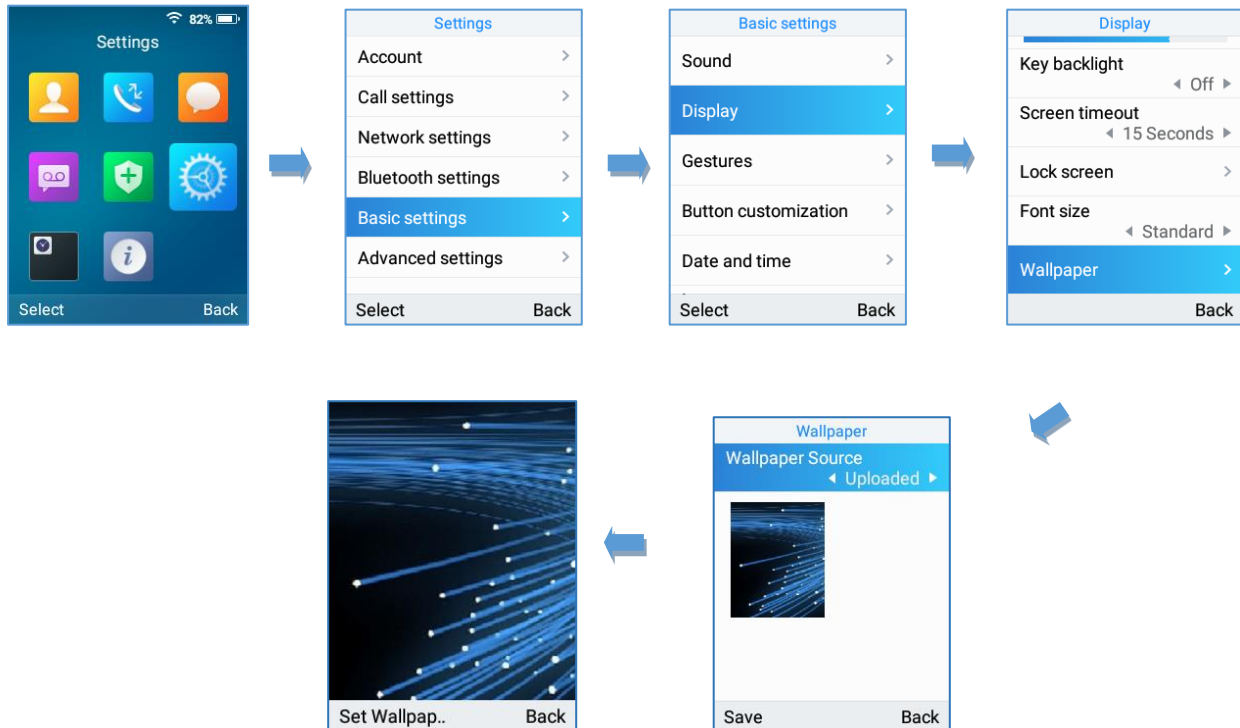 82%
Settings
Select Back
Settings
Account
Call settings
Network settings
Bluetooth settings
Basic settings
Advanced settings
Select Back
Basic settings
Sound
Display
Gestures
Button customization
Date and time
Select Back
Display
Key backlight
Off
Screen timeout
15 Seconds
Lock screen
Font size
Standard
Wallpaper
Back
Wallpaper
Wallpaper Source
Uploaded
Save Back
Set Wallpap.. Back